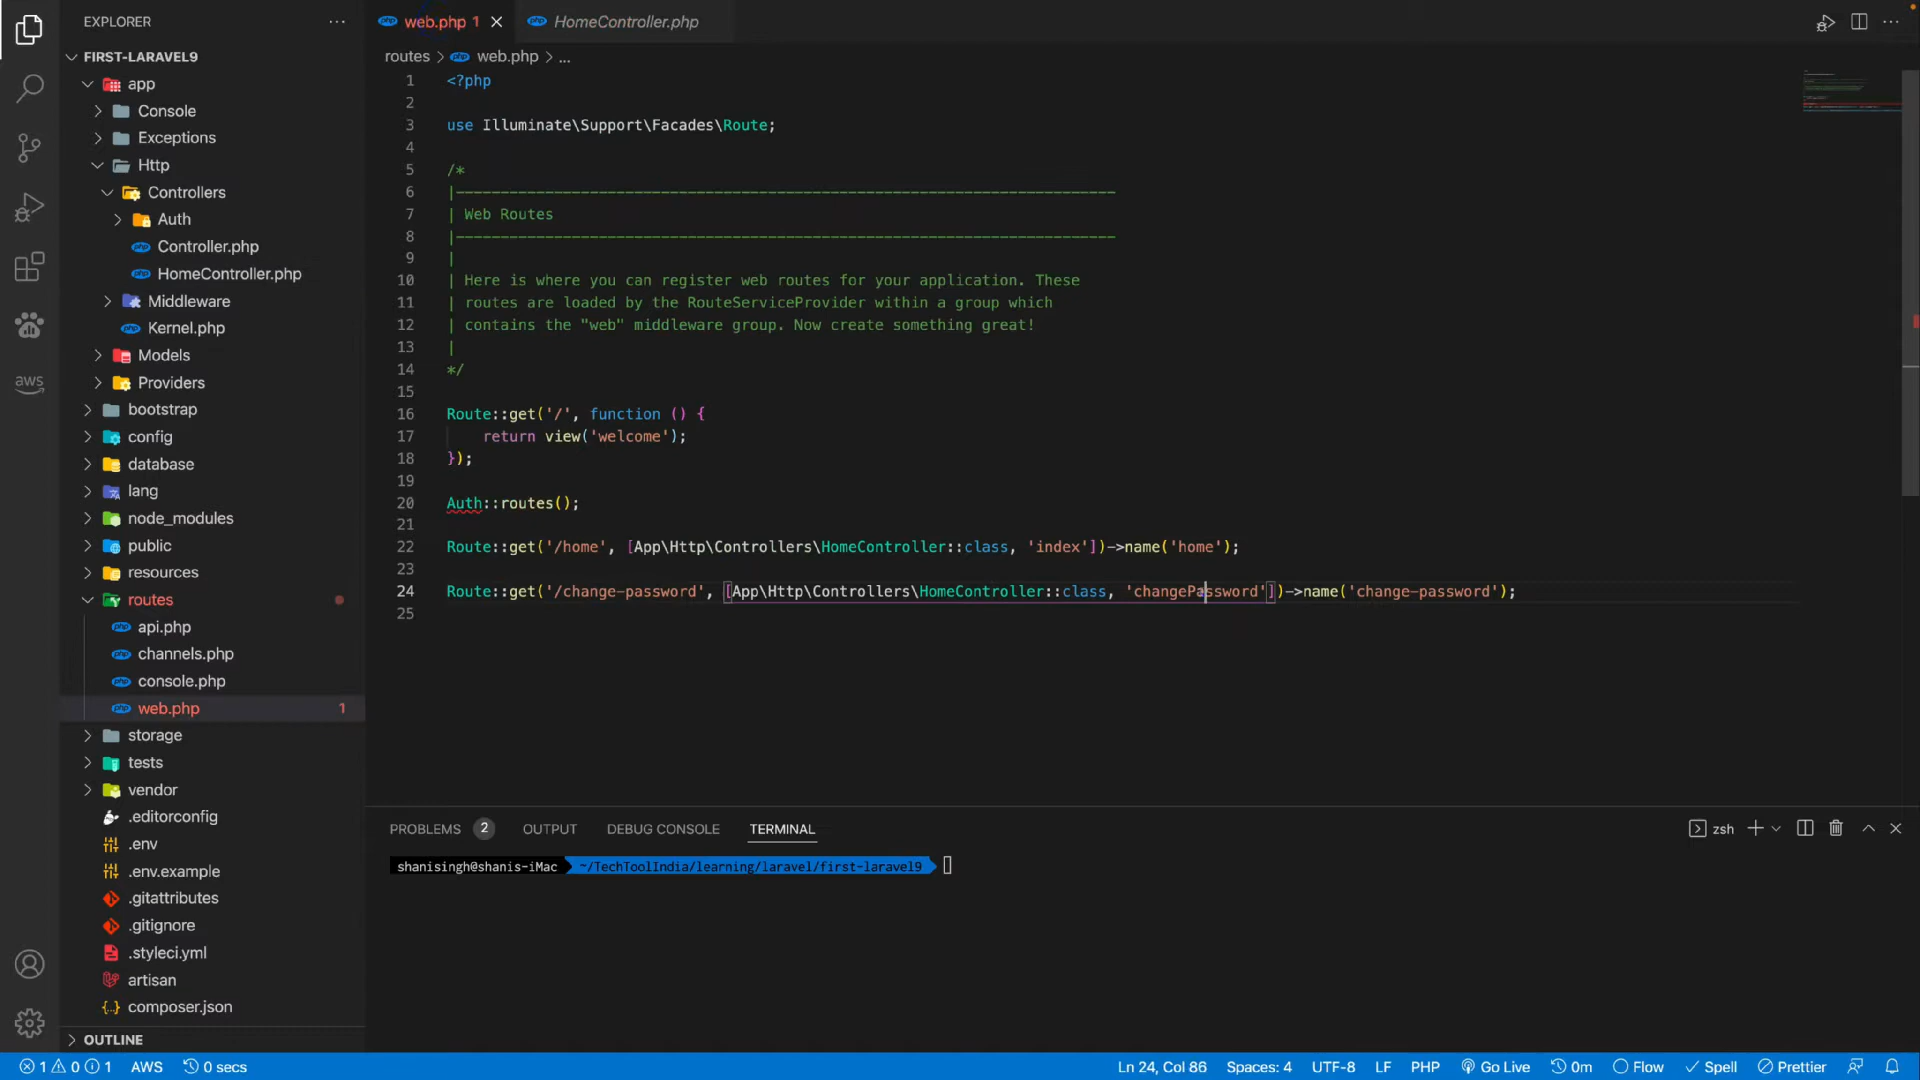 EXPLORER
FIRST-LARAVEL9
app
Console
Exceptions
Http
Controllers
Auth
Controller.php
HomeController.php
Middleware
Kernel.php
Models
Providers
bootstrap
config
database
lang
node_modules
public
resources
routes
api.php
channels.php
console.php
web.php 1
storage
tests
vendor
.editorconfig
.env
.env.example
.gitattributes
.gitignore
.styleci.yml
artisan
composer.json
OUTLINE
web.php 1
HomeController.php
routes > web.php > ...
1 <?php
2
3 use Illuminate\Support\Facades\Route;
4
5 /*
6 |--------------------------------------------------------------------------
7 | Web Routes
8 |--------------------------------------------------------------------------
9 |
10 | Here is where you can register web routes for your application. These
11 | routes are loaded by the RouteServiceProvider within a group which
12 | contains the "web" middleware group. Now create something great!
13 |
14 */
15
16 Route::get('/', function () {
17 return view('welcome');
18 });
19
20 Auth::routes();
21
22 Route::get('/home', [App\Http\Controllers\HomeController::class, 'index'])->name('home');
23
24 Route::get('/change-password', [App\Http\Controllers\HomeController::class, 'changePassword'])->name('change-password');
25
PROBLEMS 2 OUTPUT DEBUG CONSOLE TERMINAL
zsh
shanisingh@shanis-iMac ~/TechToolIndia/learning/laravel/first-laravel9
aws
1 0 1 AWS 0 secs
Ln 24, Col 86 Spaces: 4 UTF-8 LF PHP Go Live 0m Flow Spell Prettier